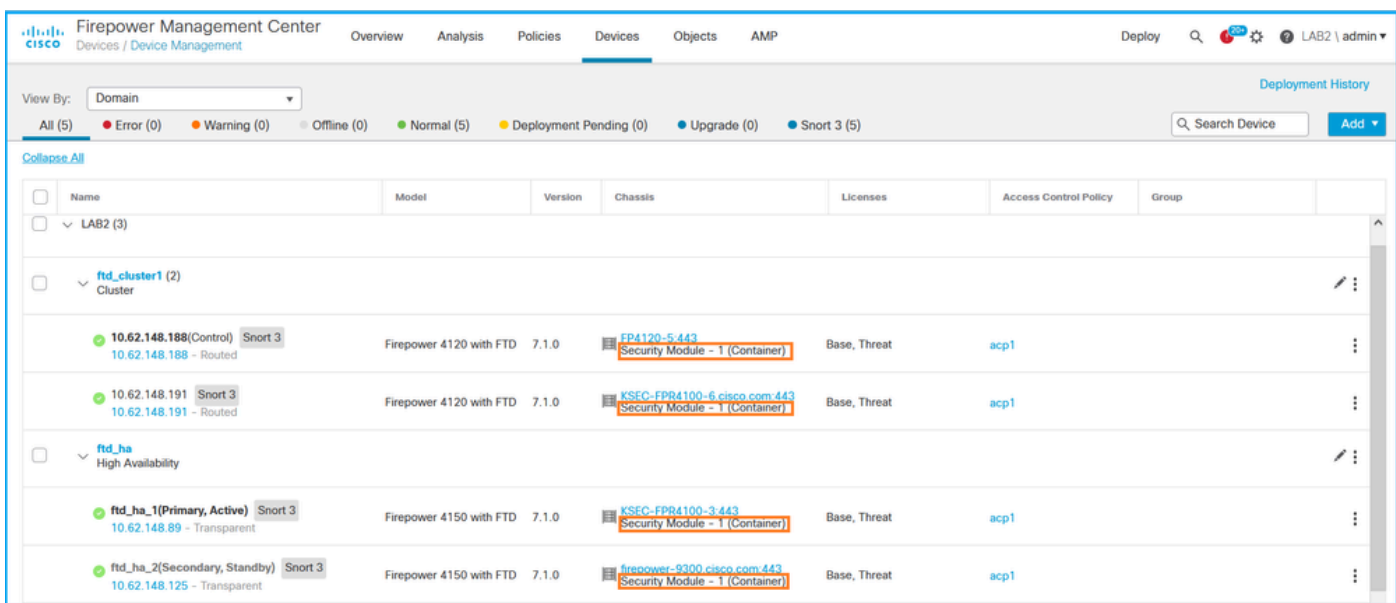 cisco
Firepower Management Center
Devices / Device Management
Overview Analysis Policies Devices Objects AMP
Deploy 20+ LAB2 \ admin
Deployment History
View By: Domain
All (5) Error (0) Warning (0) Offline (0) Normal (5) Deployment Pending (0) Upgrade (0) Snort 3 (5)
Search Device Add
Collapse All
Name Model Version Chassis Licenses Access Control Policy Group
LAB2 (3)
ftd_cluster1 (2)
Cluster
10.62.148.188(Control) Snort 3
10.62.148.188 - Routed
Firepower 4120 with FTD 7.1.0
FP4120-5:443
Security Module - 1 (Container)
Base, Threat acp1
10.62.148.191 Snort 3
10.62.148.191 - Routed
Firepower 4120 with FTD 7.1.0
KSEC-FPR4100-6.cisco.com:443
Security Module - 1 (Container)
Base, Threat acp1
ftd_ha
High Availability
ftd_ha_1(Primary, Active) Snort 3
10.62.148.89 - Transparent
Firepower 4150 with FTD 7.1.0
KSEC-FPR4100-3:443
Security Module - 1 (Container)
Base, Threat acp1
ftd_ha_2(Secondary, Standby) Snort 3
10.62.148.125 - Transparent
Firepower 4150 with FTD 7.1.0
firepower-9300.cisco.com:443
Security Module - 1 (Container)
Base, Threat acp1